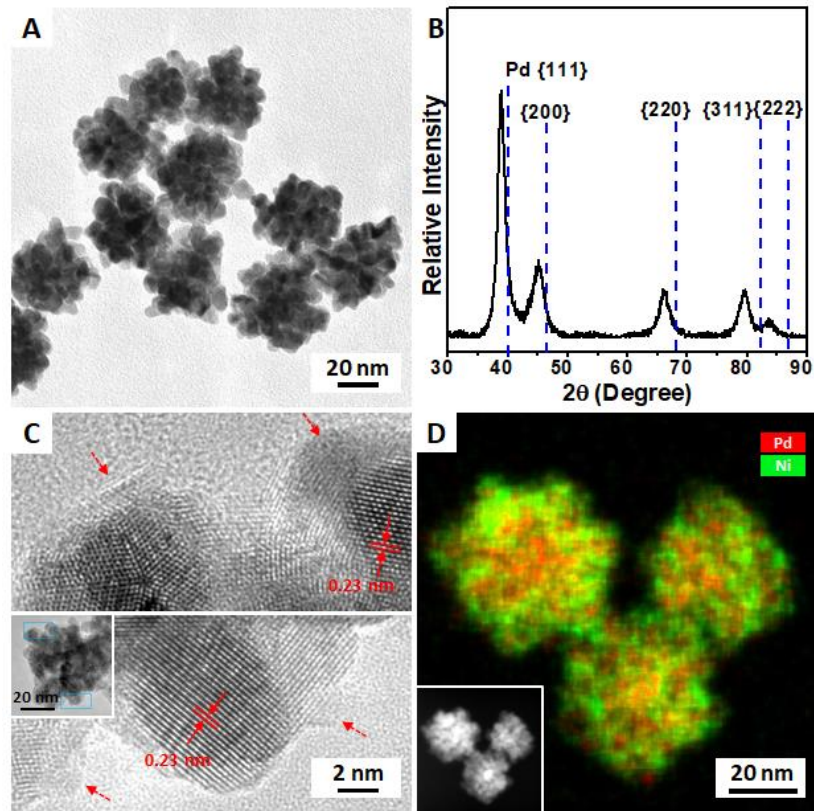 A
20 nm
B
Pd {111}
{200}
{220}
{311}
{222}
Relative Intensity
30 40 50 60 70 80 90
2θ (Degree)
C
0.23 nm
20 nm
0.23 nm
2 nm
D
Pd
Ni
20 nm